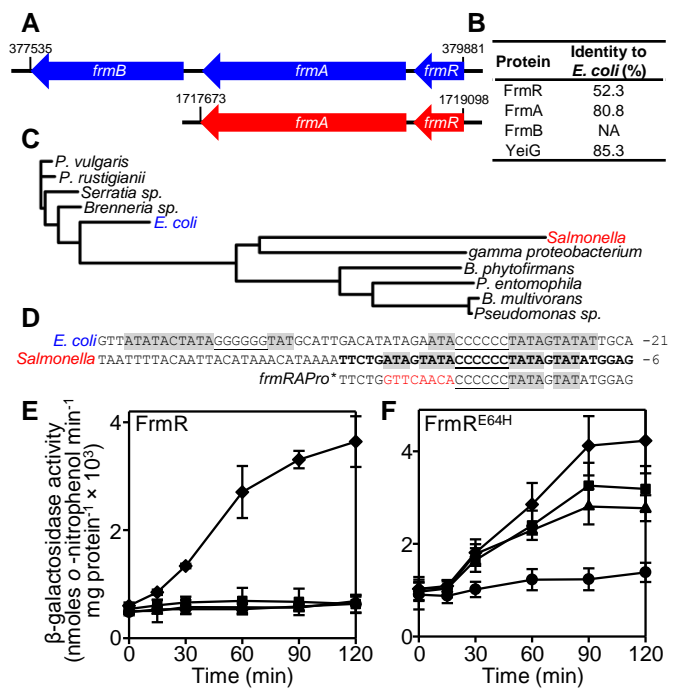 A
377535
379881
frmB
frmA
frmR
1717673
1719098
frmA
frmR
B
Protein Identity to E. coli (%)
FrmR 52.3
FrmA 80.8
FrmB NA
YeiG 85.3
C
P. vulgaris
P. rustigianii
Serratia sp.
Brenneria sp.
E. coli
Salmonella
gamma proteobacterium
B. phytofirmans
P. entomophila
B. multivorans
Pseudomonas sp.
D
E. coli GTTATATACTATAGGGGGGTATGCATTGACATATAGAATACCCCCCTATAGTATATTGCA -21
Salmonella TAATTTTACAATTACATAAACATAAAATTCTGATAGTATACCCCCCTATAGTATATGGAG -6
frmRAPro* TTCTGGTTCAACACCCCCCTATAGTATATGGAG
E
FrmR
β-galactosidase activity
(nmoles o -nitrophenol min⁻¹
mg protein⁻¹ × 10³)
4
2
0
0 30 60 90 120
Time (min)
F
FrmR^E64H
4
2
0
0 30 60 90 120
Time (min)